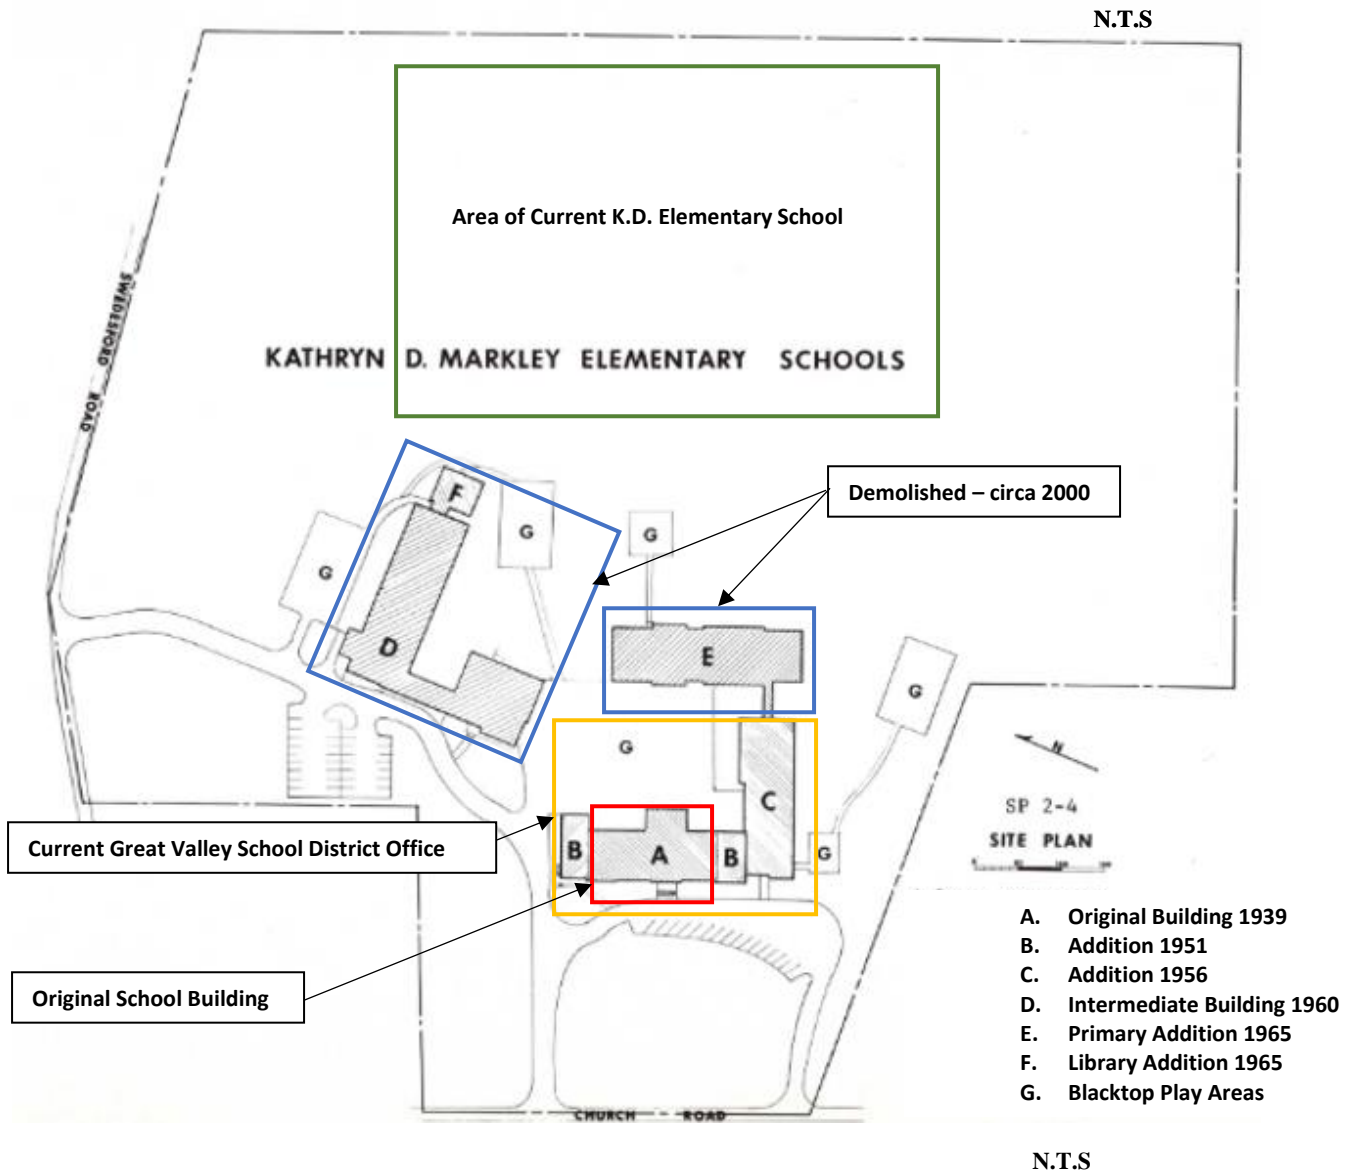 N.T.S
Area of Current K.D. Elementary School
SWEDESFORD ROAD
KATHRYN D. MARKLEY ELEMENTARY SCHOOLS
F
Demolished – circa 2000
G
G
G
D
E
G
G
N
C
SP 2-4
SITE PLAN
Current Great Valley School District Office
B
A
B
G
Original School Building
A. Original Building 1939
B. Addition 1951
C. Addition 1956
D. Intermediate Building 1960
E. Primary Addition 1965
F. Library Addition 1965
G. Blacktop Play Areas
CHURCH ROAD
N.T.S